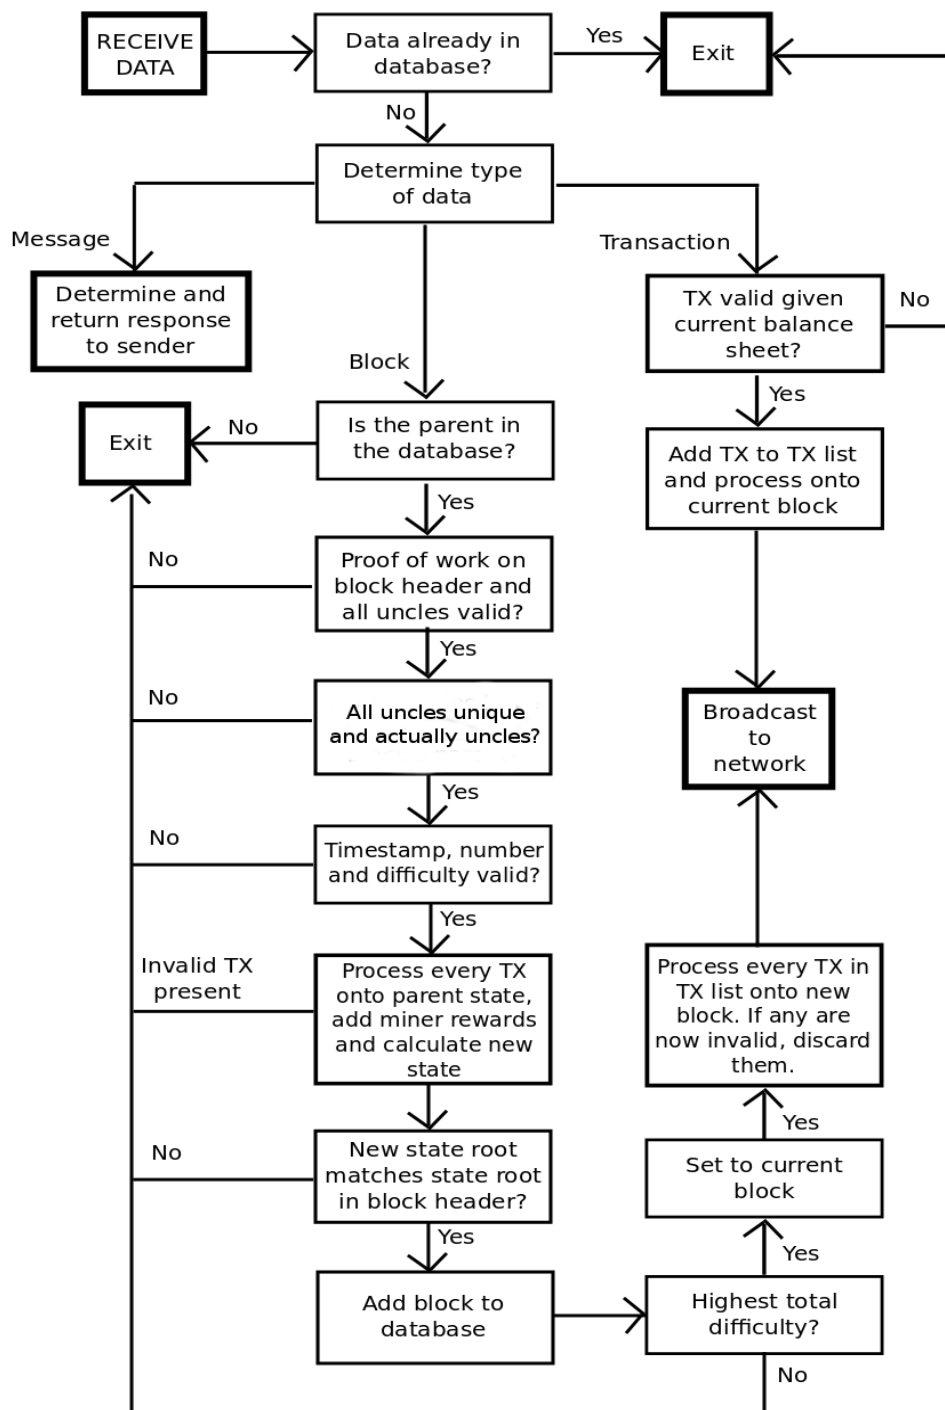 RECEIVE
DATA
Data already in
database?
Yes
Exit
No
Determine type
of data
Message
Transaction
Determine and
return response
to sender
TX valid given
current balance
sheet?
No
Block
Yes
Exit
No
Is the parent in
the database?
Add TX to TX list
and process onto
current block
Yes
No
Proof of work on
block header and
all uncles valid?
Yes
No
All uncles unique
and actually uncles?
Broadcast
to
network
Yes
No
Timestamp, number
and difficulty valid?
Yes
Invalid TX
present
Process every TX
onto parent state,
add miner rewards
and calculate new
state
Process every TX in
TX list onto new
block. If any are
now invalid, discard
them.
Yes
No
New state root
matches state root
in block header?
Set to current
block
Yes
Yes
Add block to
database
Highest total
difficulty?
No